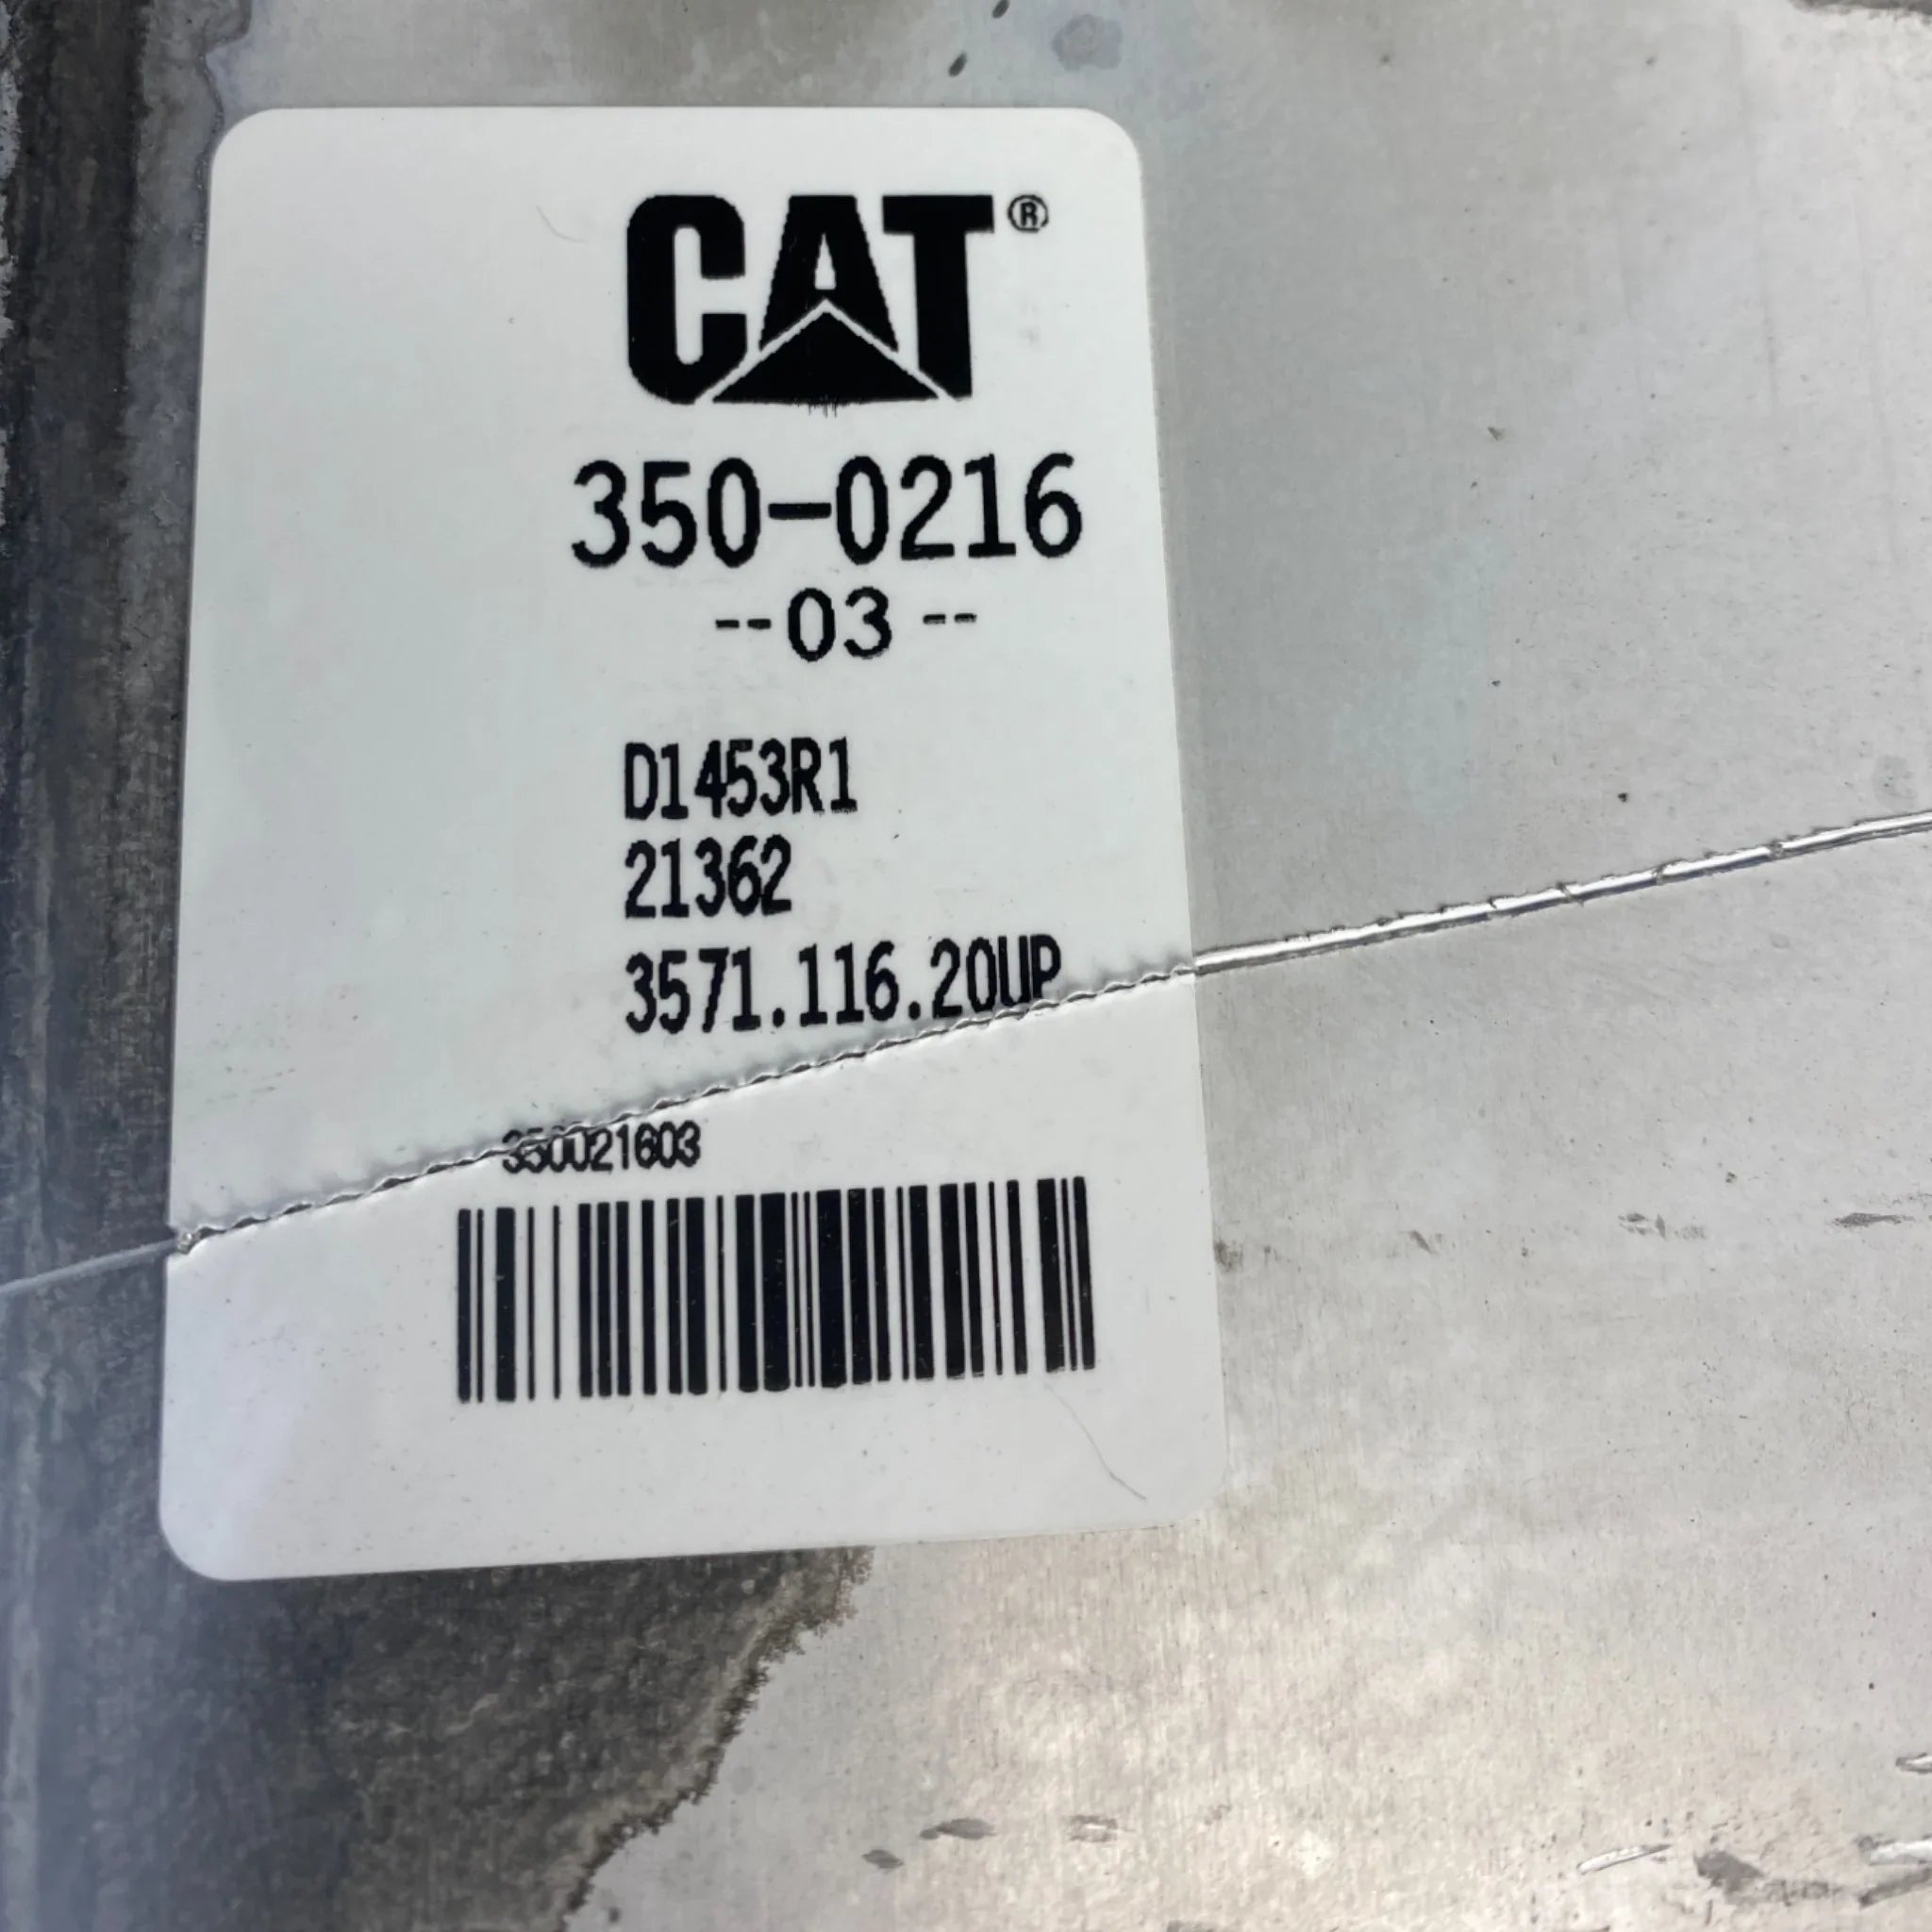 CAT®
350-0216
--03--
D1453R1
21362
3571.116.20UP
350021603